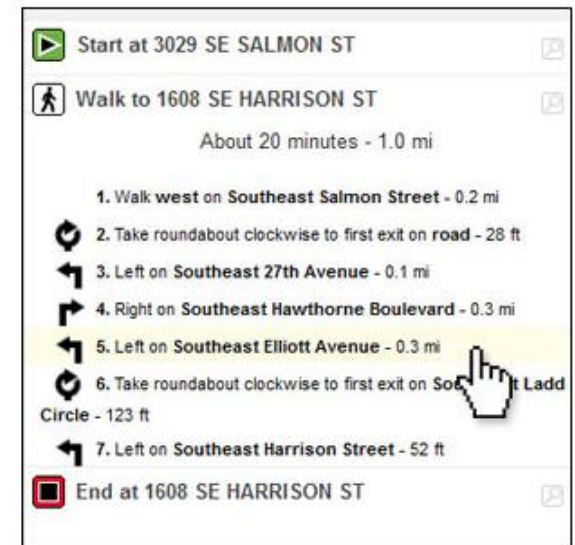 Start at 3029 SE SALMON ST
Walk to 1608 SE HARRISON ST
About 20 minutes - 1.0 mi
1. Walk west on Southeast Salmon Street - 0.2 mi
2. Take roundabout clockwise to first exit on road - 28 ft
3. Left on Southeast 27th Avenue - 0.1 mi
4. Right on Southeast Hawthorne Boulevard - 0.3 mi
5. Left on Southeast Elliott Avenue - 0.3 mi
6. Take roundabout clockwise to first exit on Ladd
Circle - 123 ft
7. Left on Southeast Harrison Street - 52 ft
End at 1608 SE HARRISON ST